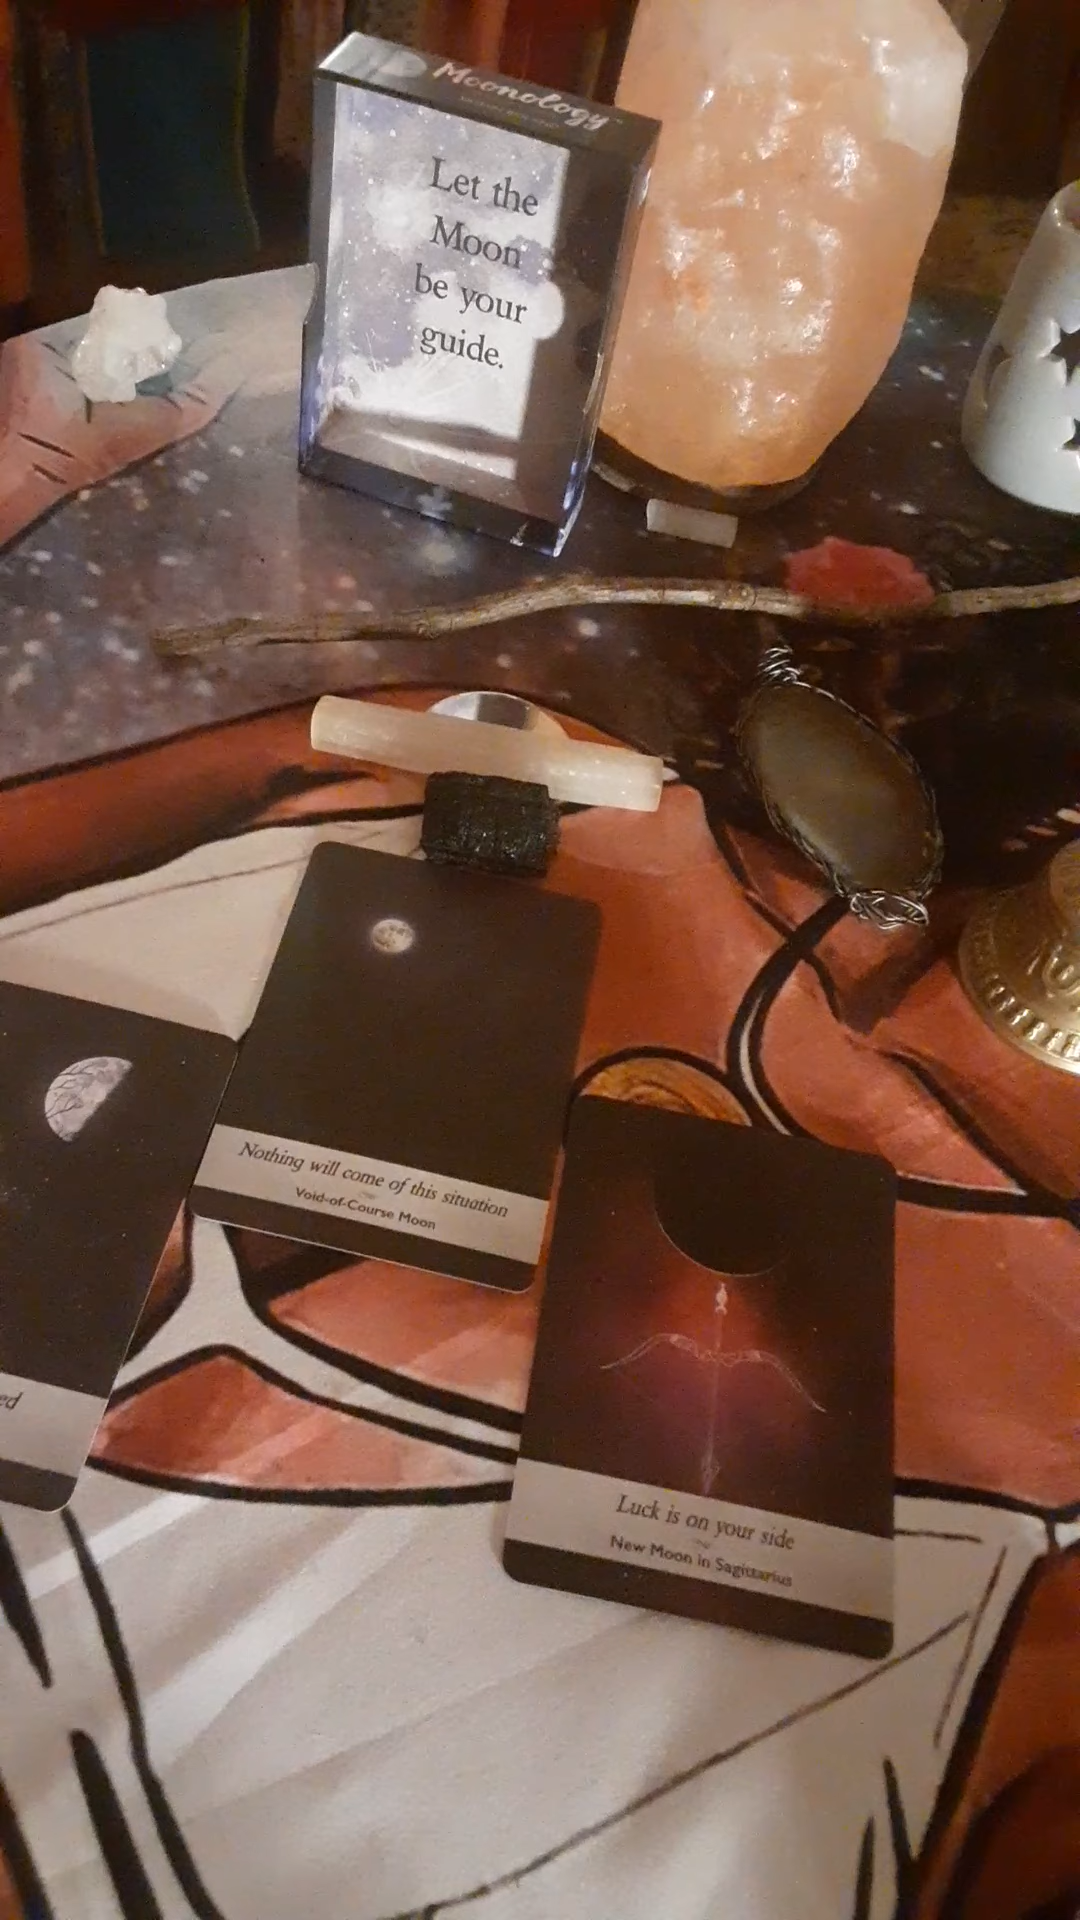 Moonology
Let the
Moon
be your
guide.
Nothing will come of this situation
Void-of-Course Moon
ed
Luck is on your side
New Moon in Sagittarius